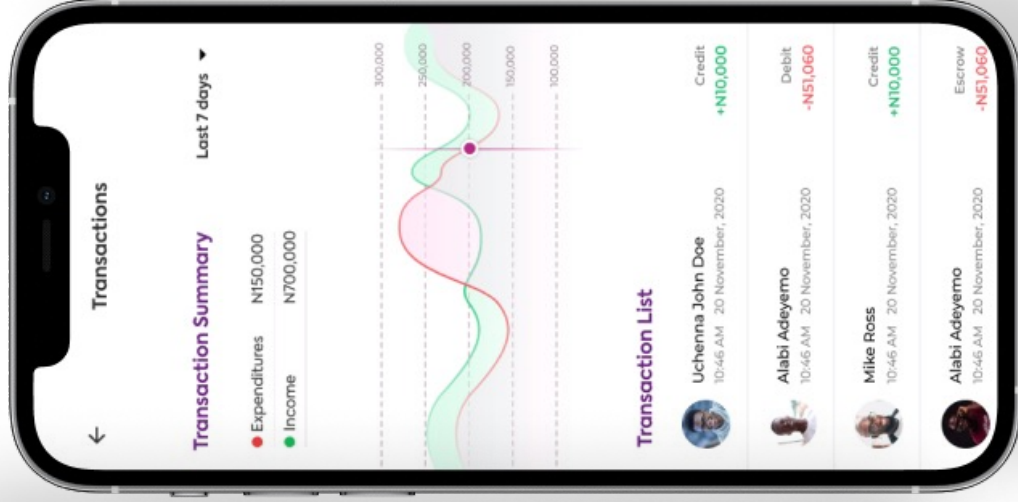 Transactions
Transaction Summary Last 7 days
Expenditures N150,000
Income N700,000
300,000
250,000
200,000
150,000
100,000
Transaction List
Uchenna John Doe Credit
10:46 AM 20 November, 2020 +N10,000
Alabi Adeyemo Debit
10:46 AM 20 November, 2020 -N51,060
Mike Ross Credit
10:46 AM 20 November, 2020 +N10,000
Alabi Adeyemo Escrow
10:46 AM 20 November, 2020 -N51,060